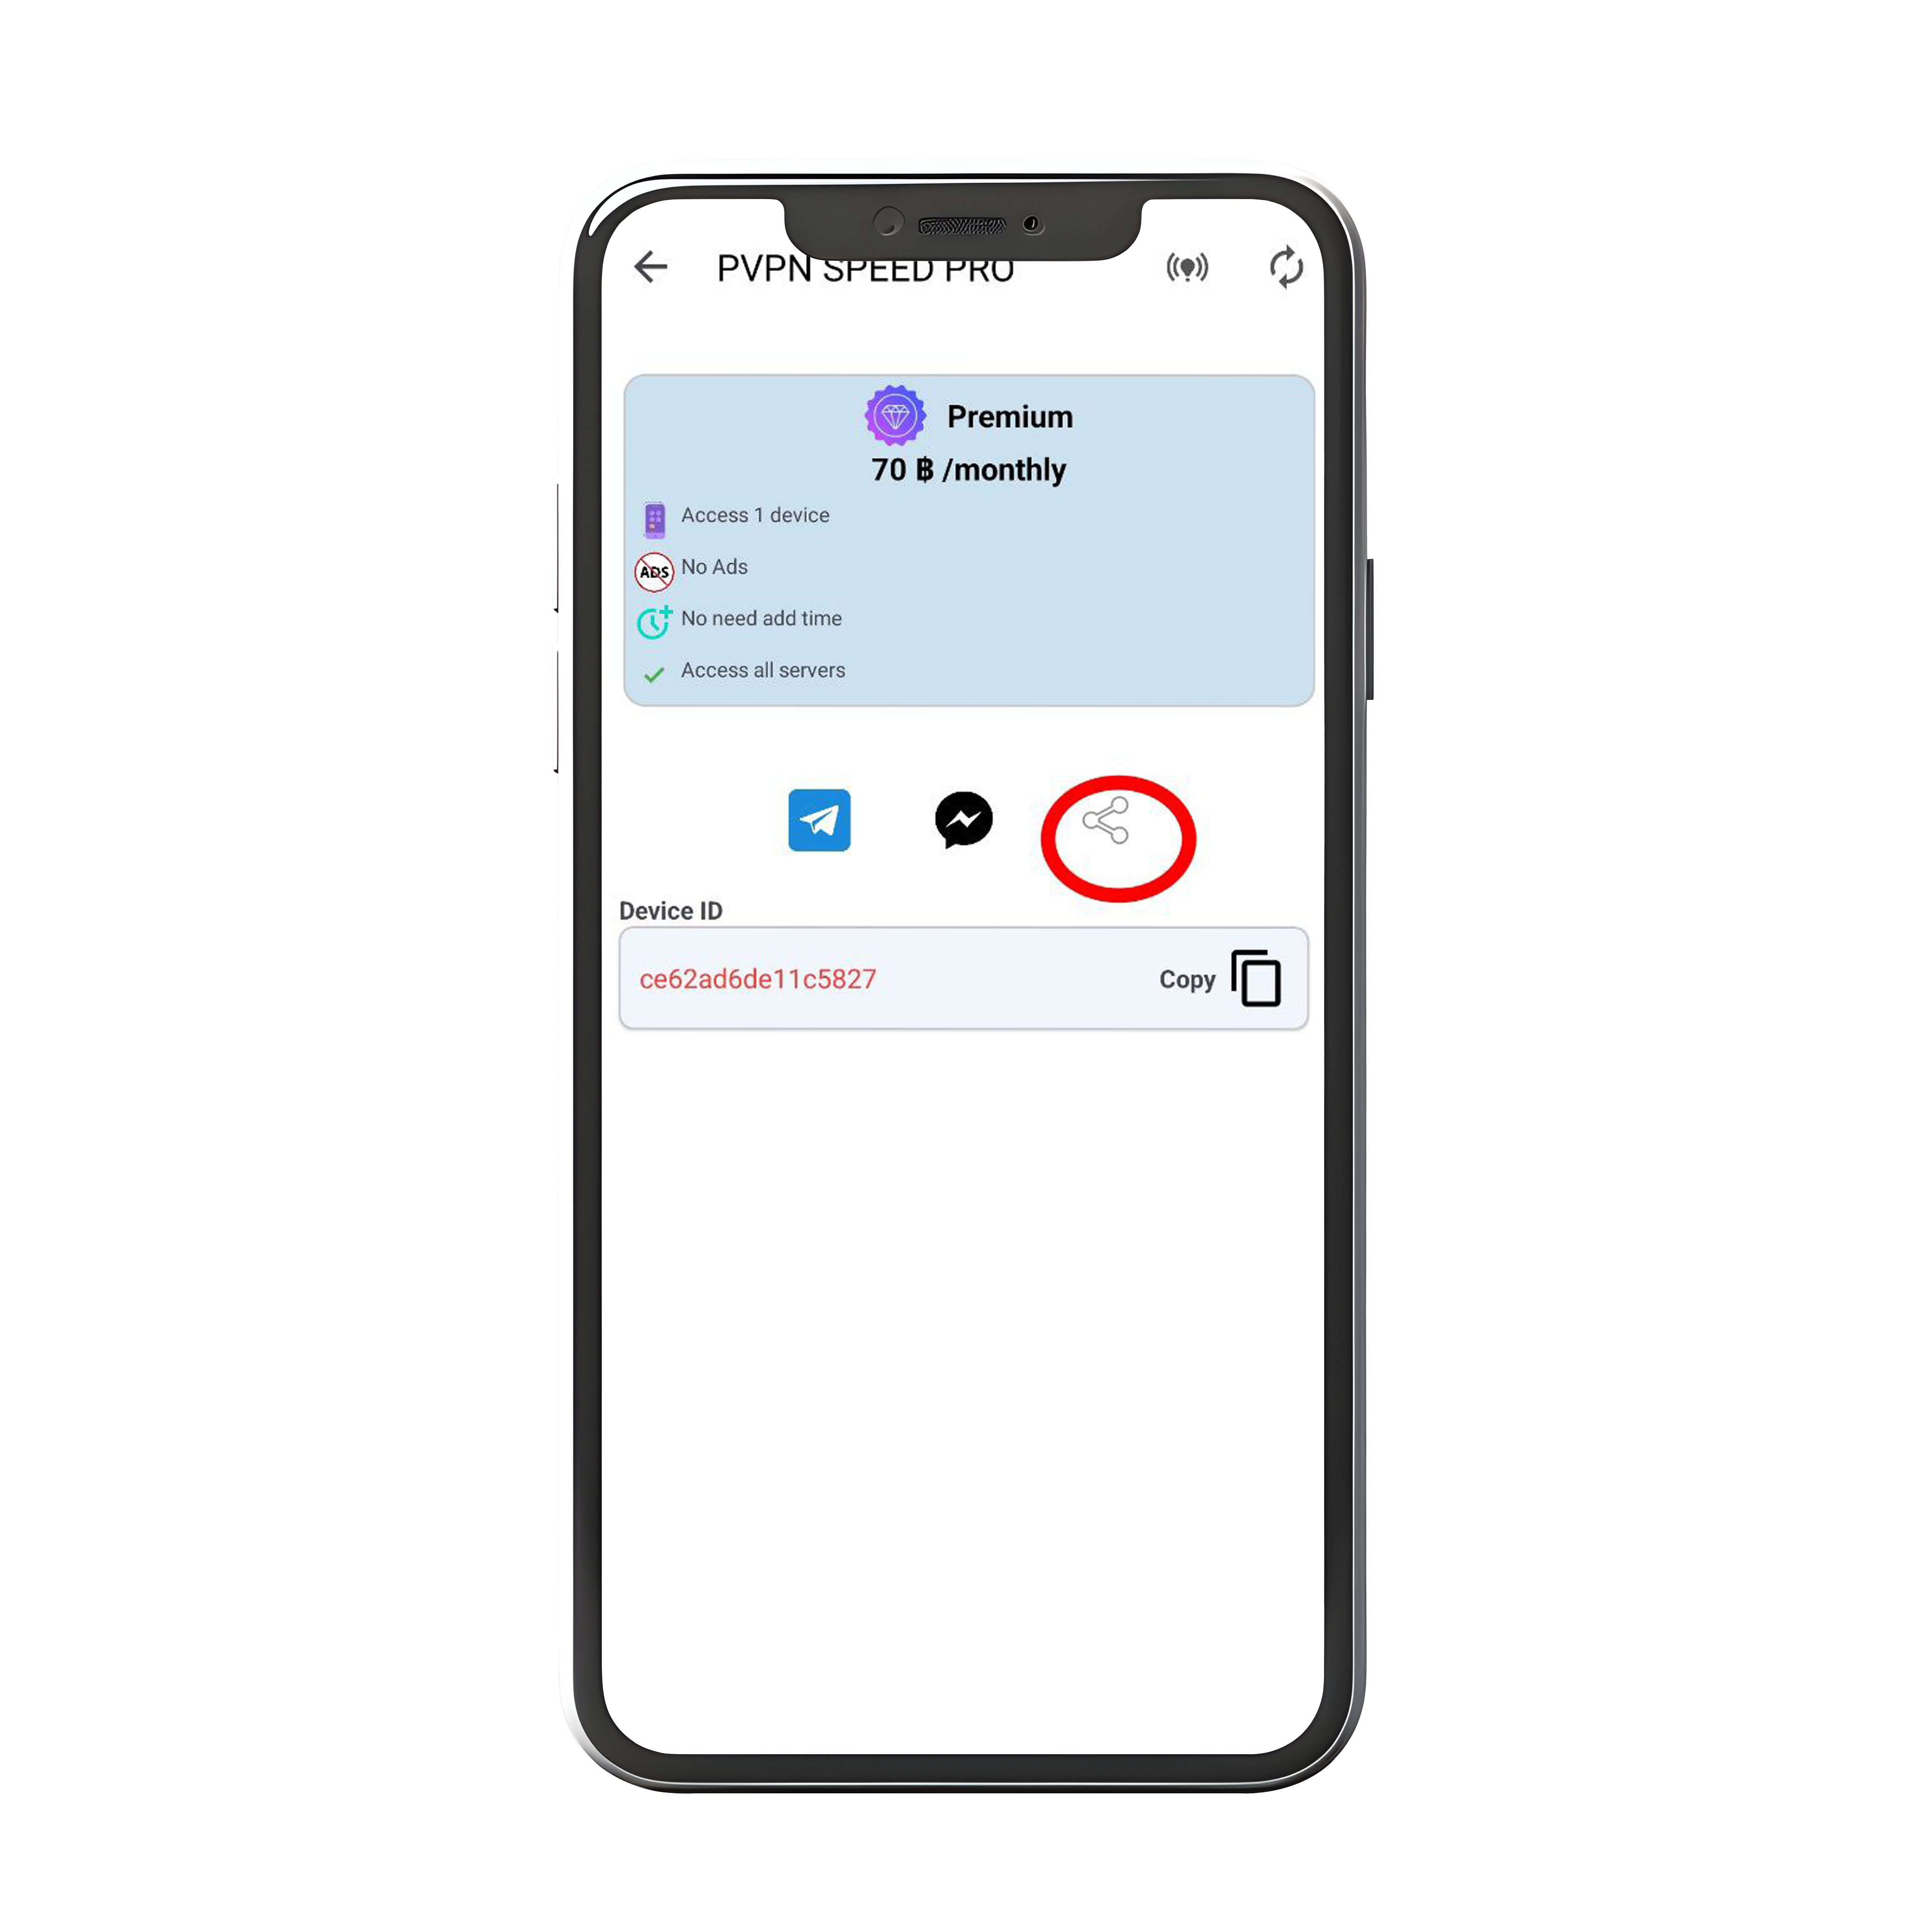 PVPN SPEED PRO
Premium
70 ฿ /monthly
Access 1 device
ADS No Ads
No need add time
Access all servers
Device ID
ce62ad6de11c5827 Copy